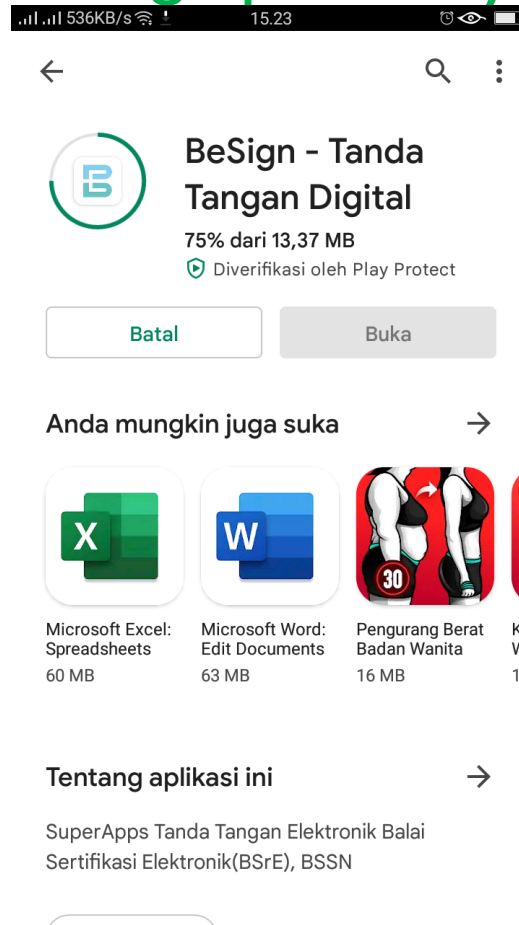 536KB/s 15.23
BeSign - Tanda
Tangan Digital
75% dari 13,37 MB
Diverifikasi oleh Play Protect
Batal Buka
Anda mungkin juga suka
X W 30
Microsoft Excel: Microsoft Word: Pengurang Berat
Spreadsheets Edit Documents Badan Wanita
60 MB 63 MB 16 MB
Tentang aplikasi ini
SuperApps Tanda Tangan Elektronik Balai
Sertifikasi Elektronik(BSrE), BSSN